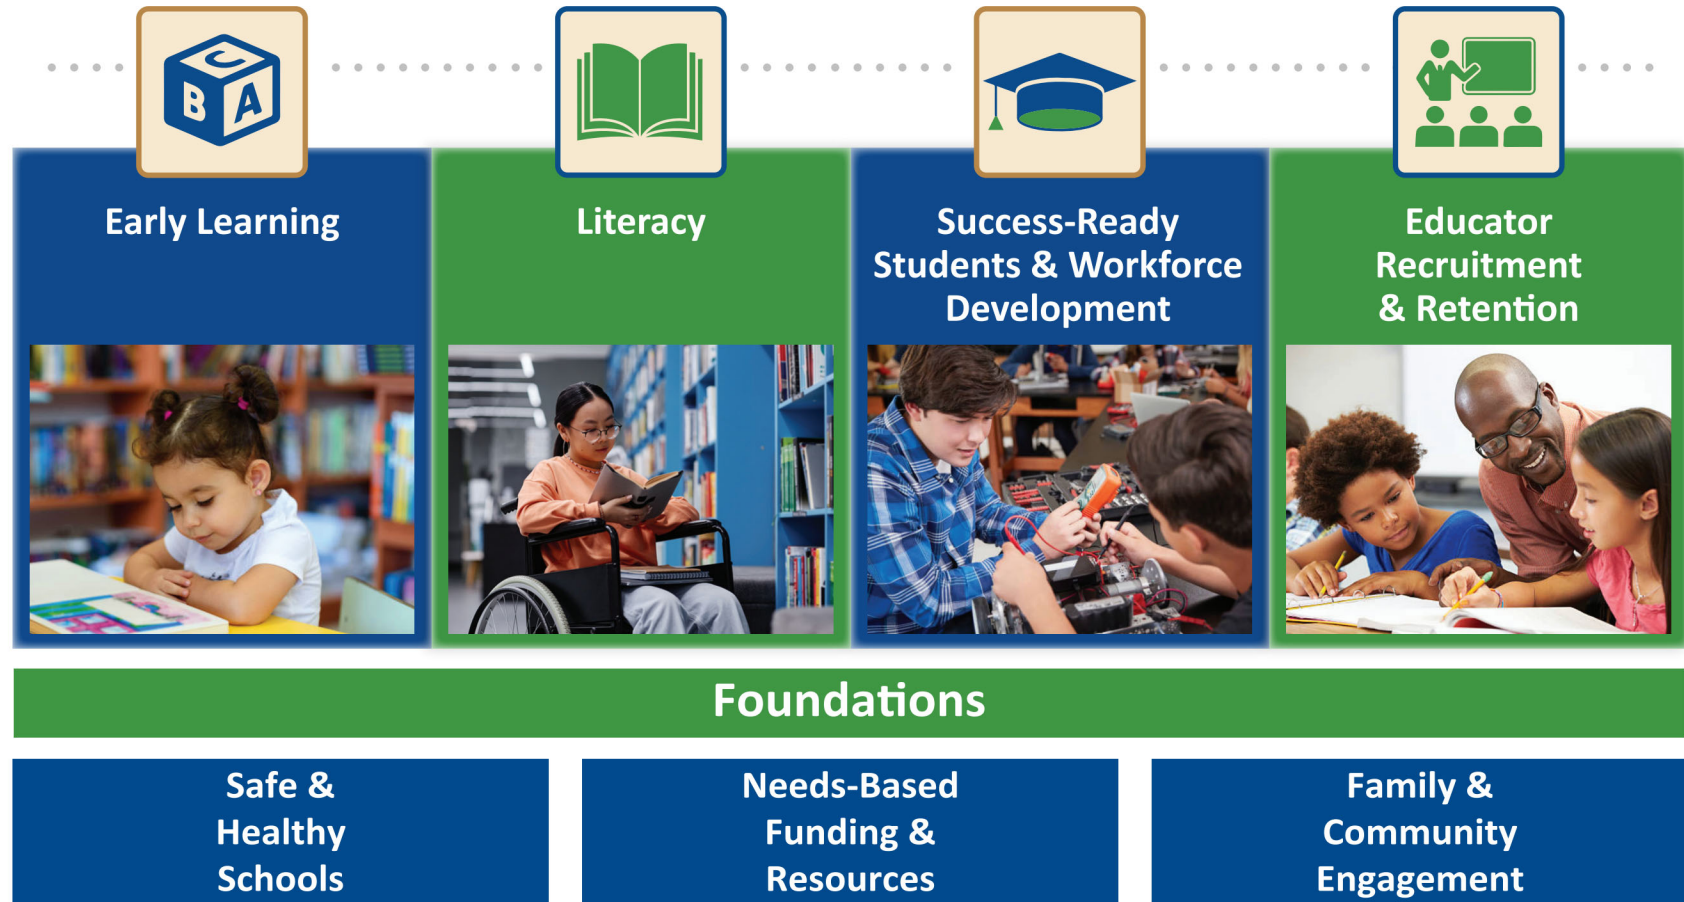 C
B A
Early Learning
Literacy
Success-Ready
Students & Workforce
Development
Educator
Recruitment
& Retention
Foundations
Safe &
Healthy
Schools
Needs-Based
Funding &
Resources
Family &
Community
Engagement